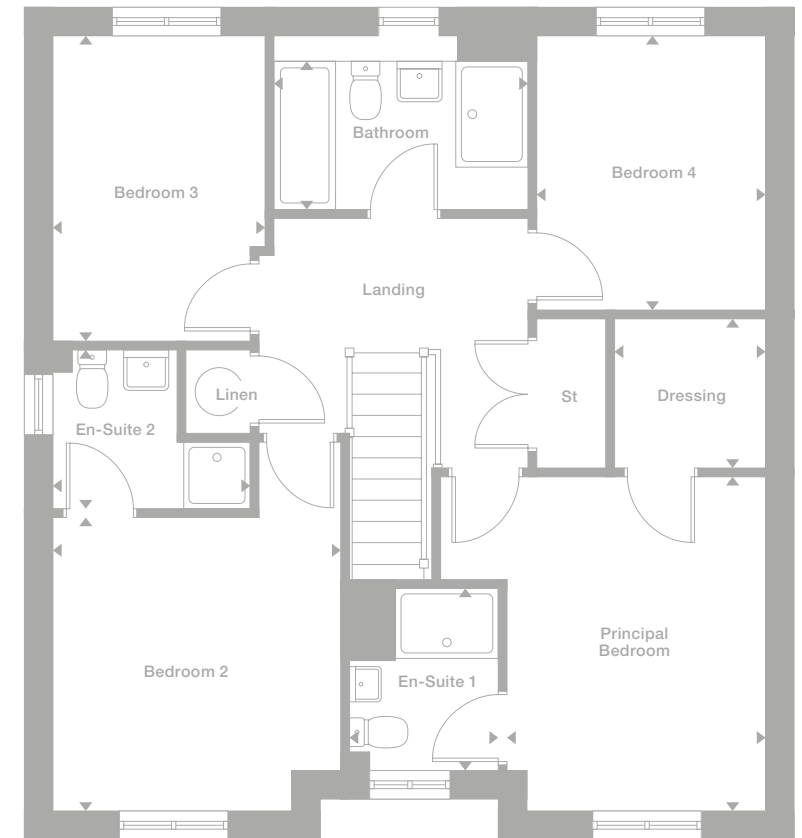 Bathroom
Bedroom 3
Bedroom 4
Landing
Linen
St
Dressing
En-Suite 2
Principal
Bedroom
Bedroom 2
En-Suite 1